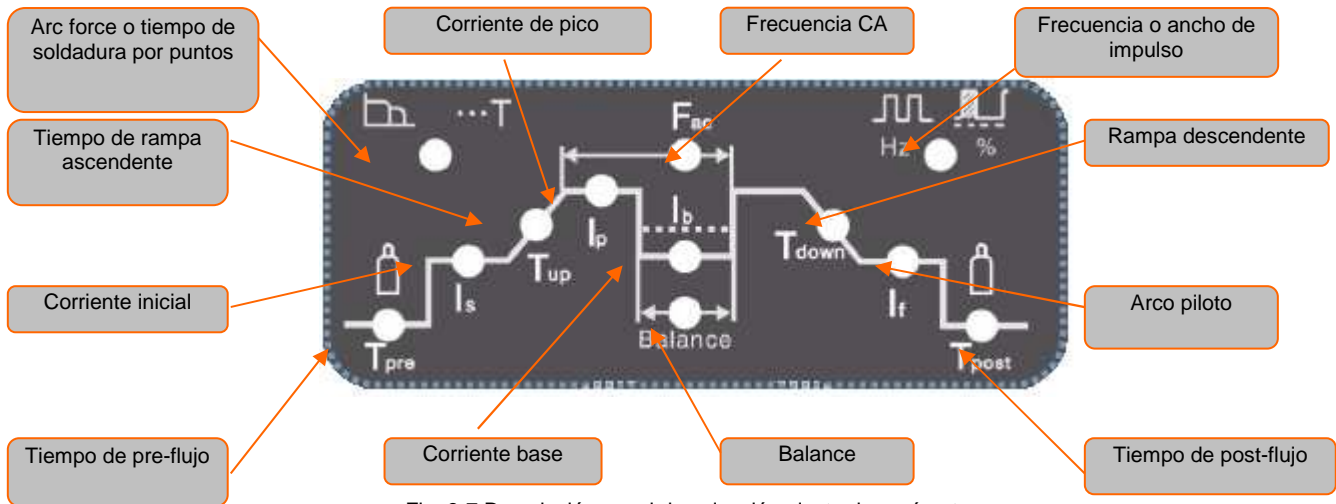 Arc force o tiempo de
soldadura por puntos
Corriente de pico
Frecuencia CA
Frecuencia o ancho de
impulso
Tiempo de rampa
ascendente
Rampa descendente
Corriente inicial
Arco piloto
Tiempo de pre-flujo
Corriente base
Balance
Tiempo de post-flujo
...T
Fac
Hz
%
Ip
Ib
Tup
Tdown
Is
If
Tpre
Balance
Tpost